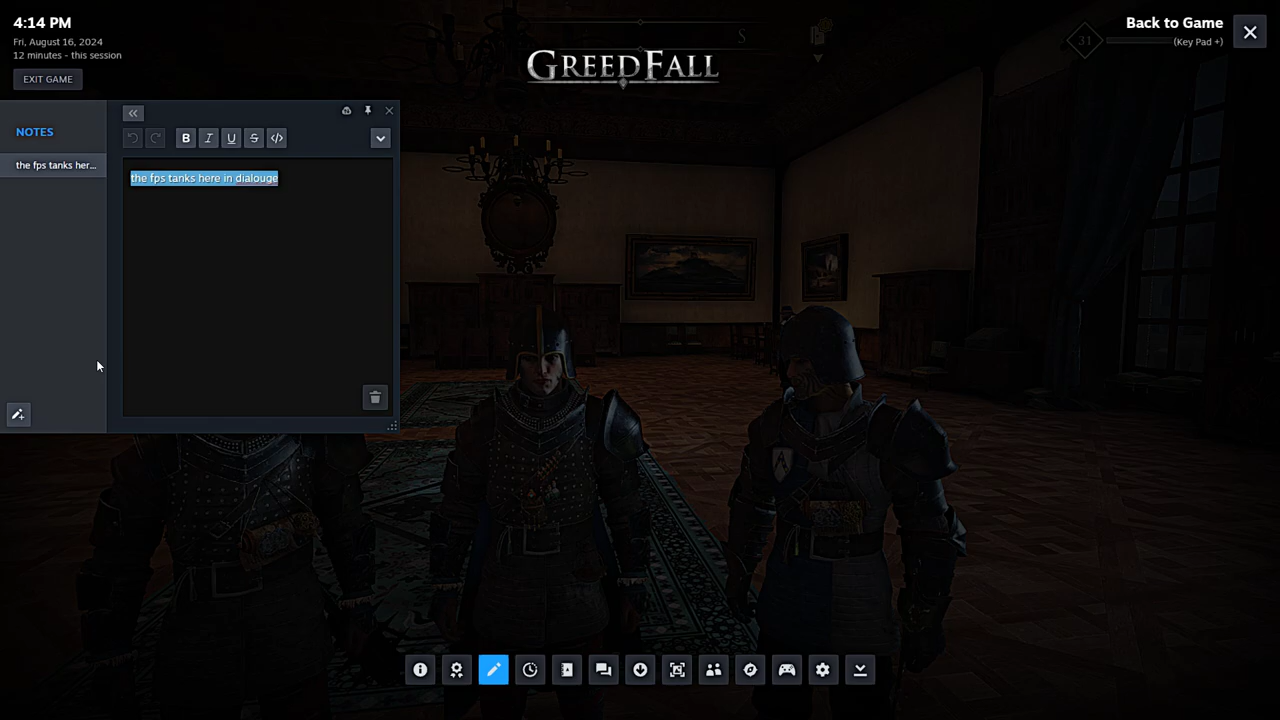 4:14 PM
Fri, August 16, 2024
12 minutes - this session
EXIT GAME
GREEDFALL
S
31
Back to Game
(Key Pad +)
NOTES
the fps tanks her...
B I U S </>
the fps tanks here in dialouge